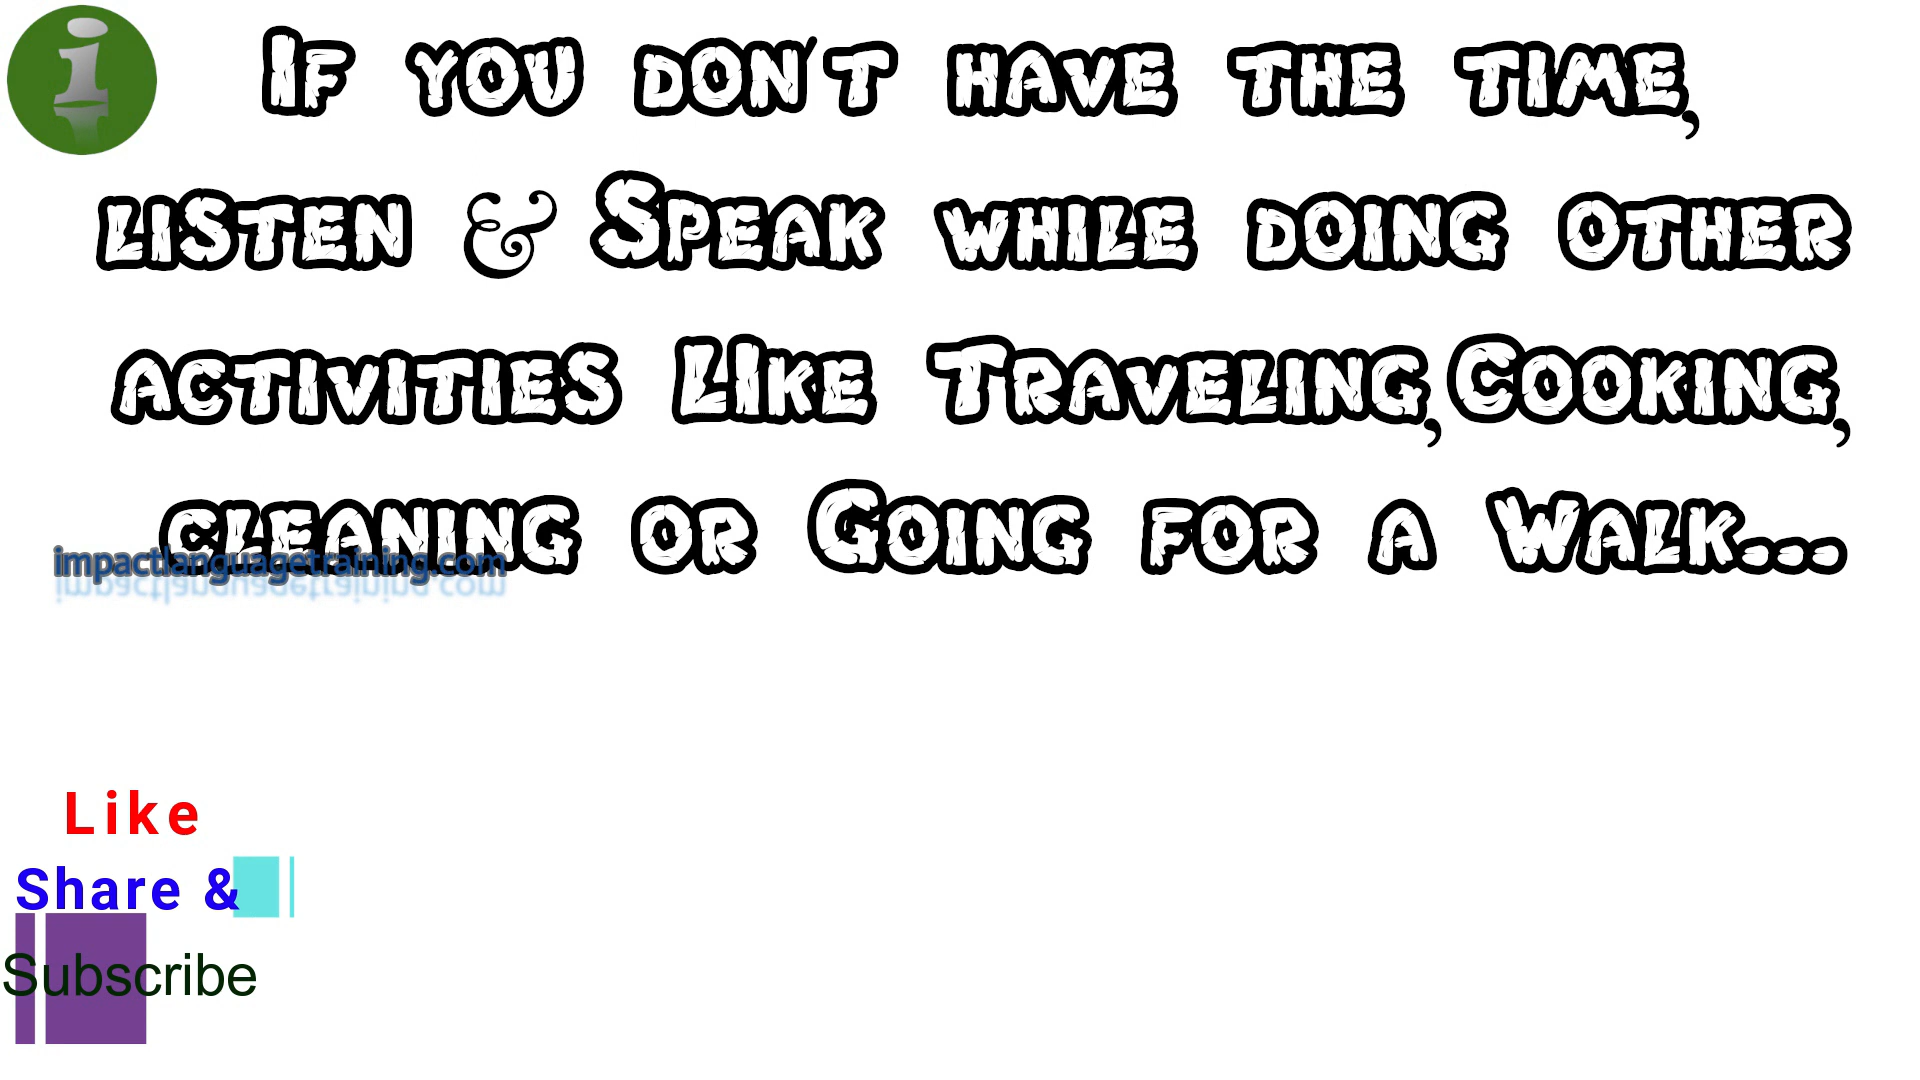 If you don't have the time,
listen & Speak while doing other
activities LIke Traveling,Cooking,
cleaning or Going for a Walk...
impactlanguagetraining.com
Like
Share &
Subscribe